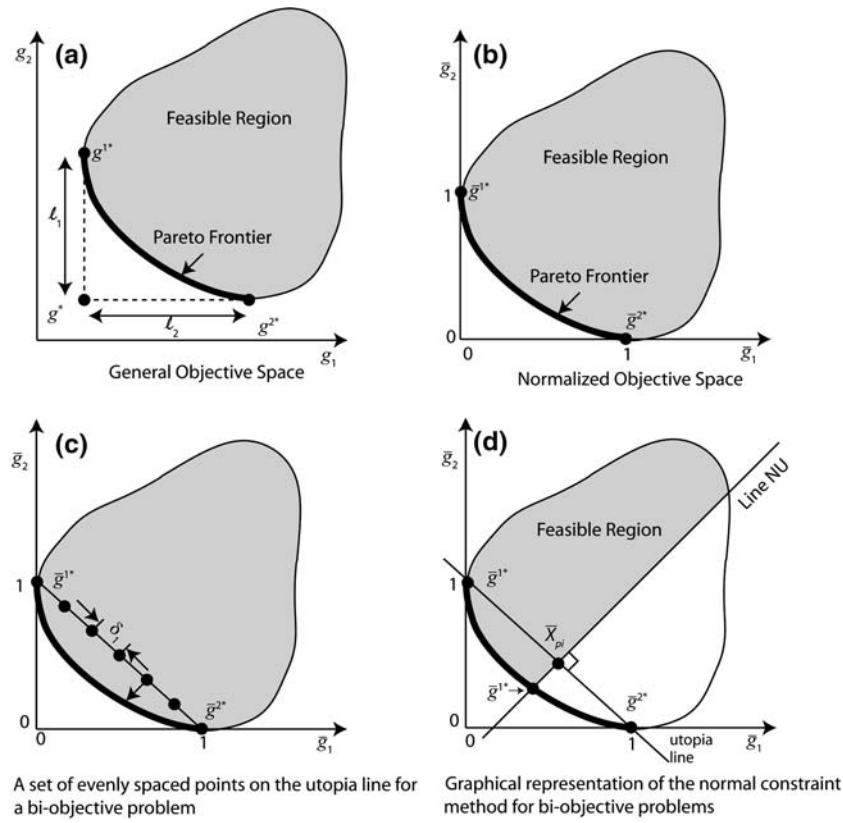 (a)
g₂
Feasible Region
g¹*
ℓ₁
Pareto Frontier
g*
ℓ₂
g²*
g₁
General Objective Space
(b)
ḡ₂
Feasible Region
1
ḡ¹*
Pareto Frontier
ḡ²*
0
0
1
ḡ₁
Normalized Objective Space
(c)
ḡ₂
1
ḡ¹*
δ₁
ḡ²*
0
0
1
ḡ₁
A set of evenly spaced points on the utopia line for
a bi-objective problem
(d)
ḡ₂
Line NU
Feasible Region
1
ḡ¹*
X̄ₚᵢ
ḡ¹*
ḡ²*
0
0
1
ḡ₁
utopia
line
Graphical representation of the normal constraint
method for bi-objective problems